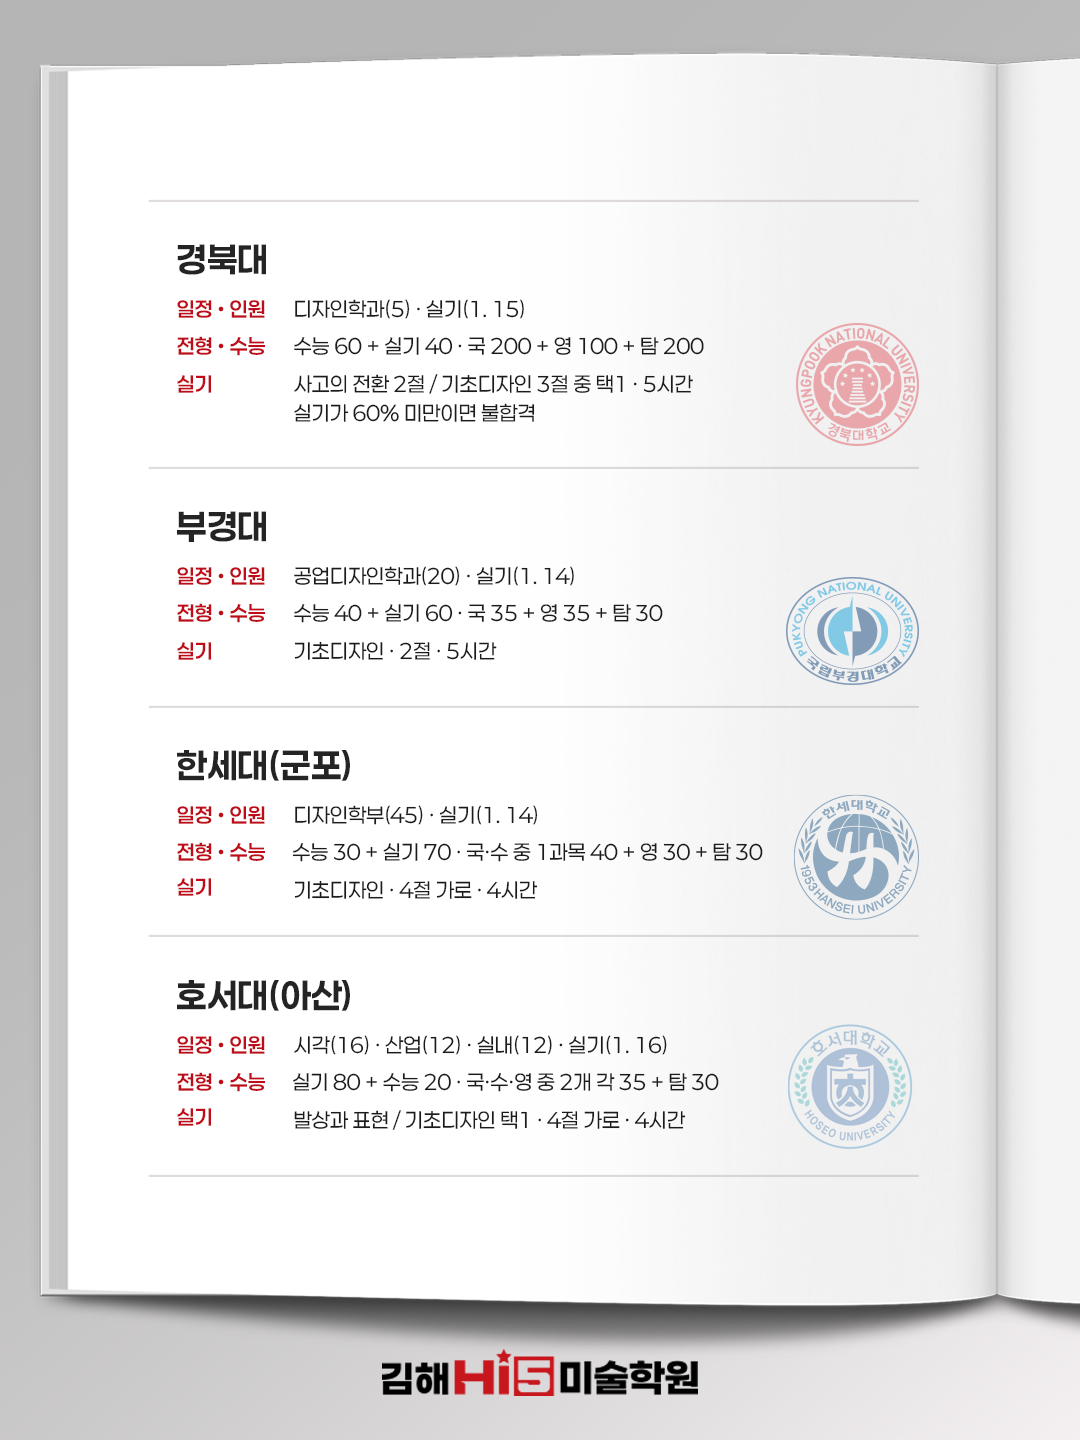 경북대
일정 • 인원 디자인학과(5) · 실기(1. 15)
전형 • 수능 수능 60 + 실기 40 · 국 200 + 영 100 + 탐 200
실기 사고의 전환 2절 / 기초디자인 3절 중 택1 · 5시간
실기가 60% 미만이면 불합격
KYUNGPOOK NATIONAL UNIVERSITY
경북대학교
부경대
일정 • 인원 공업디자인학과(20) · 실기(1. 14)
전형 • 수능 수능 40 + 실기 60 · 국 35 + 영 35 + 탐 30
실기 기초디자인 · 2절 · 5시간
PUKYONG NATIONAL UNIVERSITY
국립부경대학교
한세대(군포)
일정 • 인원 디자인학부(45) · 실기(1. 14)
전형 • 수능 수능 30 + 실기 70 · 국·수 중 1과목 40 + 영 30 + 탐 30
실기 기초디자인 · 4절 가로 · 4시간
한세대학교
1953 HANSEI UNIVERSITY
호서대(아산)
일정 • 인원 시각(16) · 산업(12) · 실내(12) · 실기(1. 16)
전형 • 수능 실기 80 + 수능 20 · 국·수·영 중 2개 각 35 + 탐 30
실기 발상과 표현 / 기초디자인 택1 · 4절 가로 · 4시간
호서대학교
HOSEO UNIVERSITY
김해 Hi5 미술학원